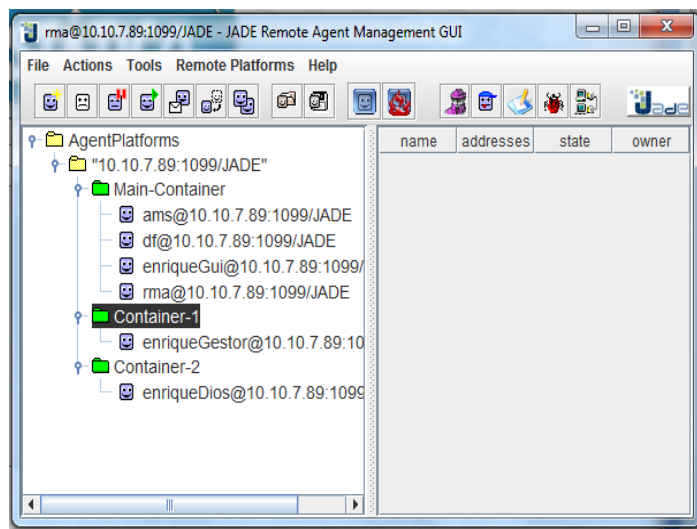 rma@10.10.7.89:1099/JADE - JADE Remote Agent Management GUI
File Actions Tools Remote Platforms Help
Jade
AgentPlatforms
"10.10.7.89:1099/JADE"
Main-Container
ams@10.10.7.89:1099/JADE
df@10.10.7.89:1099/JADE
enriqueGui@10.10.7.89:1099/
rma@10.10.7.89:1099/JADE
Container-1
enriqueGestor@10.10.7.89:10
Container-2
enriqueDios@10.10.7.89:1099
name addresses state owner